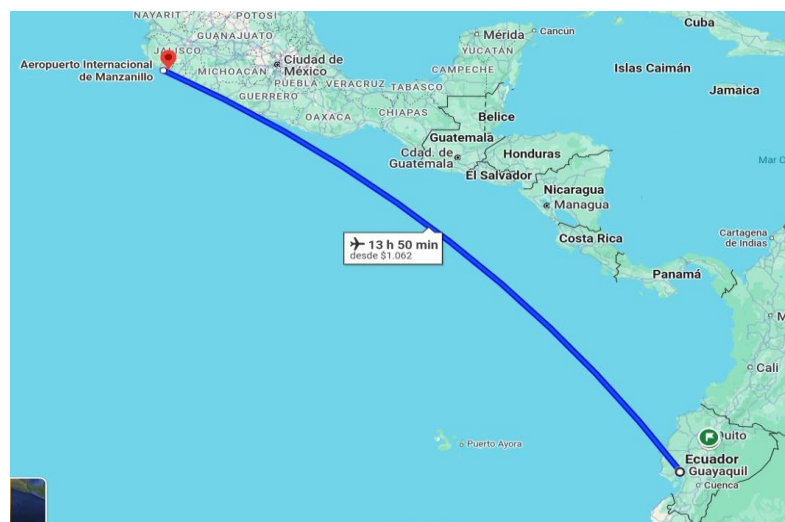 NAYARIT
POTOSÍ
Cuba
Cancún
Mérida
GUANAJUATO
YUCATÁN
JALISCO
Aeropuerto Internacional
de Manzanillo
Ciudad de
México
Islas Caimán
MICHOACÁN
CAMPECHE
PUEBLA
VERACRUZ
TABASCO
Jamaica
GUERRERO
CHIAPAS
OAXACA
Belice
Guatemala
Cdad. de
Guatemala
Honduras
Mar C
El Salvador
Nicaragua
Managua
13 h 50 min
desde $1.062
Costa Rica
Cartagena
de Indias
Panamá
M
Cali
Quito
Puerto Ayora
Ecuador
Guayaquil
Cuenca